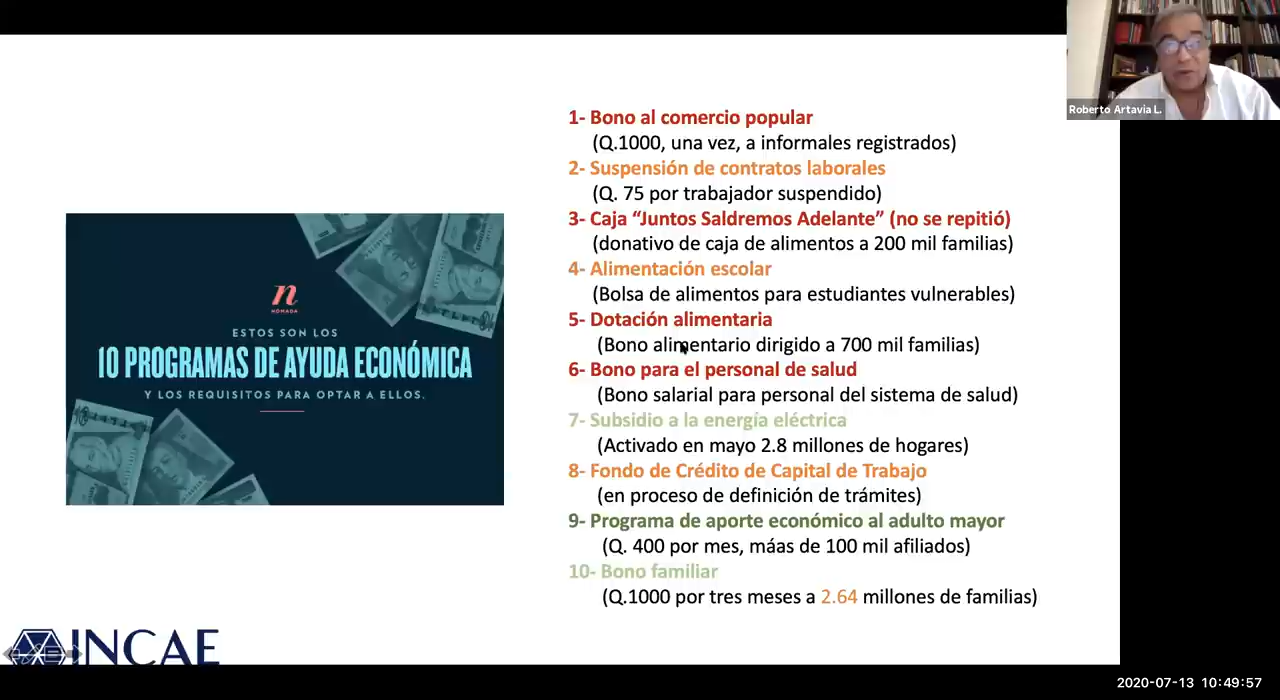 Roberto Artavia L.
1- Bono al comercio popular
(Q.1000, una vez, a informales registrados)
2- Suspensión de contratos laborales
(Q. 75 por trabajador suspendido)
3- Caja “Juntos Saldremos Adelante” (no se repitió)
(donativo de caja de alimentos a 200 mil familias)
4- Alimentación escolar
(Bolsa de alimentos para estudiantes vulnerables)
5- Dotación alimentaria
(Bono alimentario dirigido a 700 mil familias)
6- Bono para el personal de salud
(Bono salarial para personal del sistema de salud)
7- Subsidio a la energía eléctrica
(Activado en mayo 2.8 millones de hogares)
8- Fondo de Crédito de Capital de Trabajo
(en proceso de definición de trámites)
9- Programa de aporte económico al adulto mayor
(Q. 400 por mes, máas de 100 mil afiliados)
10- Bono familiar
(Q.1000 por tres meses a 2.64 millones de familias)
n
NÓMADA
ESTOS SON LOS
10 PROGRAMAS DE AYUDA ECONÓMICA
Y LOS REQUISITOS PARA OPTAR A ELLOS.
INCAE
2020-07-13 10:49:57